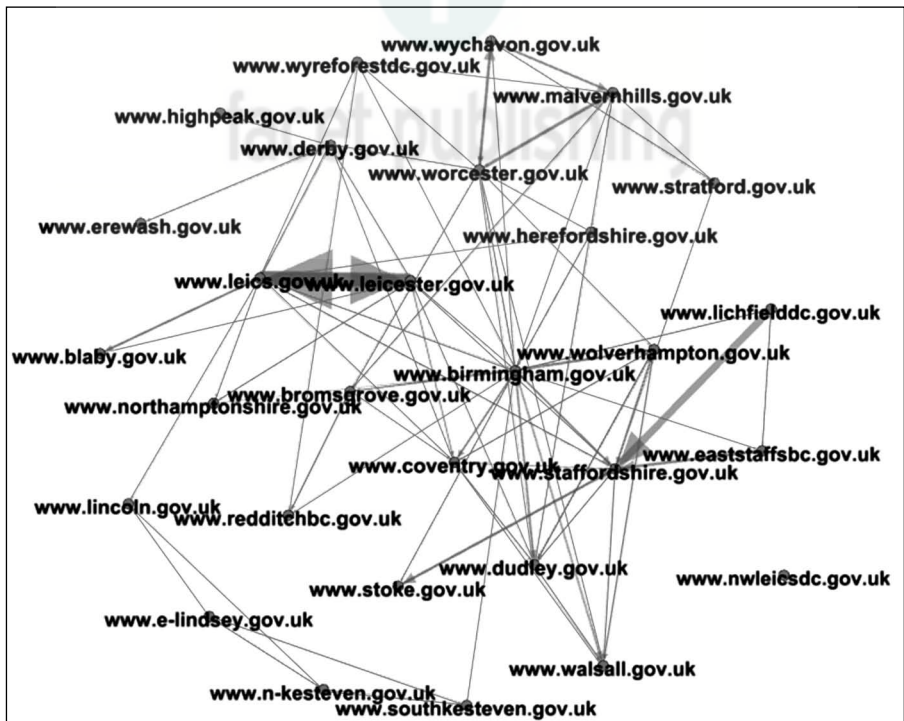 www.wychavon.gov.uk
www.wyreforestdc.gov.uk
www.malvernhills.gov.uk
www.highpeak.gov.uk
facet publishing
www.derby.gov.uk
www.worcester.gov.uk
www.stratford.gov.uk
www.erewash.gov.uk
www.herefordshire.gov.uk
www.leics.gov.uk
www.leicester.gov.uk
www.lichfielddc.gov.uk
www.blaby.gov.uk
www.wolverhampton.gov.uk
www.birmingham.gov.uk
www.bromsgrove.gov.uk
www.northamptonshire.gov.uk
www.eaststaffsbc.gov.uk
www.coventry.gov.uk
www.staffordshire.gov.uk
www.lincoln.gov.uk
www.redditchbc.gov.uk
www.dudley.gov.uk
www.nwleicsdc.gov.uk
www.stoke.gov.uk
www.e-lindsey.gov.uk
www.walsall.gov.uk
www.n-kesteven.gov.uk
www.southkesteven.gov.uk